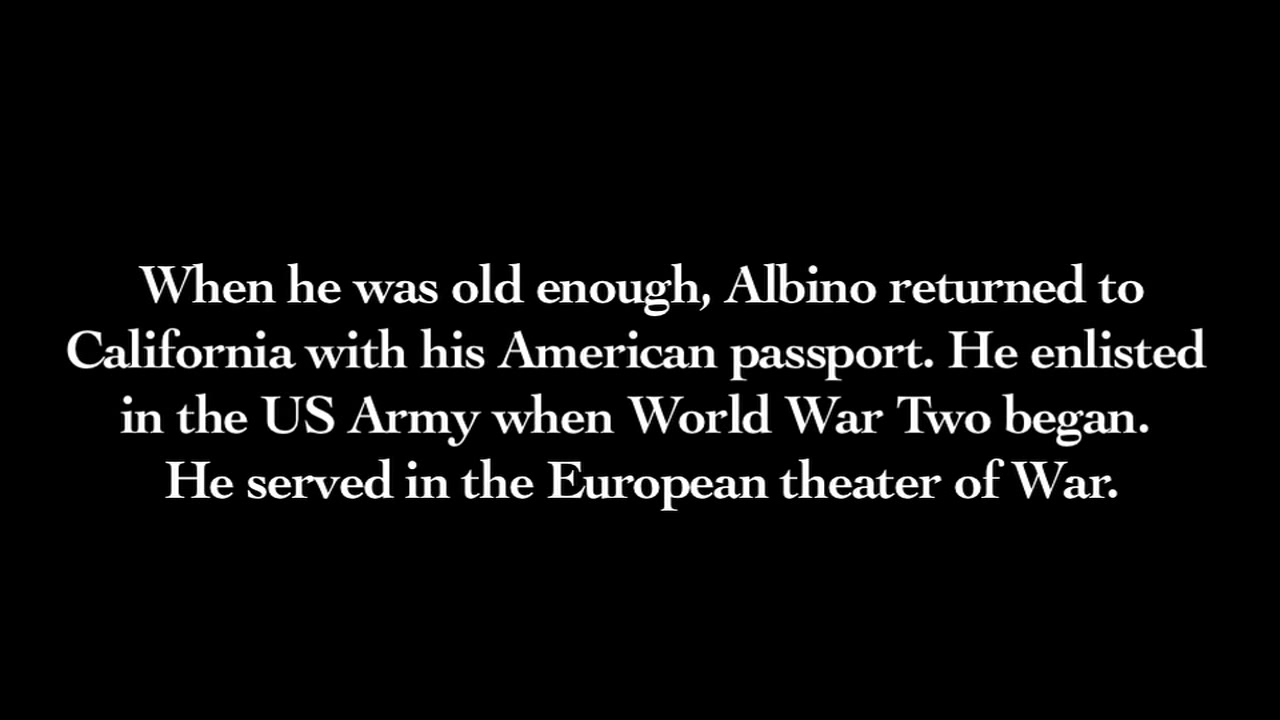 When he was old enough, Albino returned to
California with his American passport. He enlisted
in the US Army when World War Two began.
He served in the European theater of War.